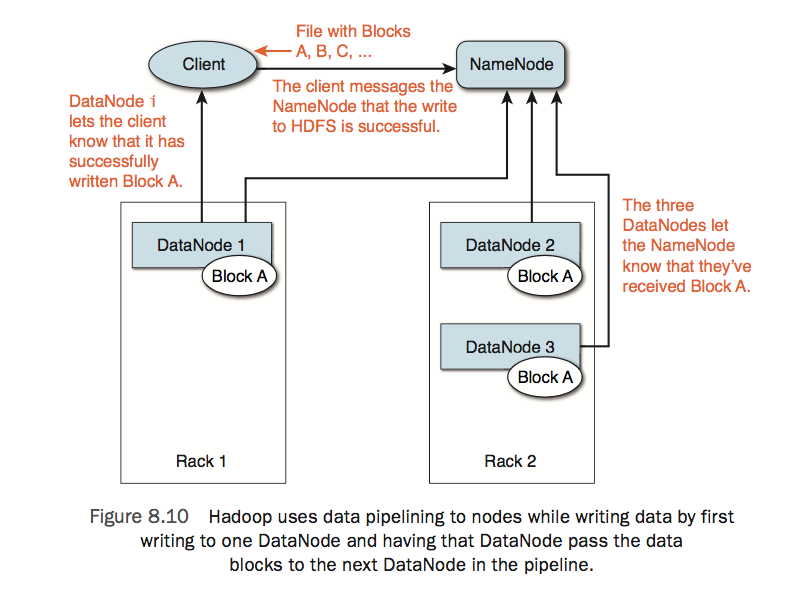 File with Blocks
A, B, C, ...
Client
NameNode
The client messages the
NameNode that the write
to HDFS is successful.
DataNode i
lets the client
know that it has
successfully
written Block A.
DataNode 1
Block A
Rack 1
DataNode 2
Block A
DataNode 3
Block A
Rack 2
The three
DataNodes let
the NameNode
know that they’ve
received Block A.
Figure 8.10 Hadoop uses data pipelining to nodes while writing data by first
writing to one DataNode and having that DataNode pass the data
blocks to the next DataNode in the pipeline.